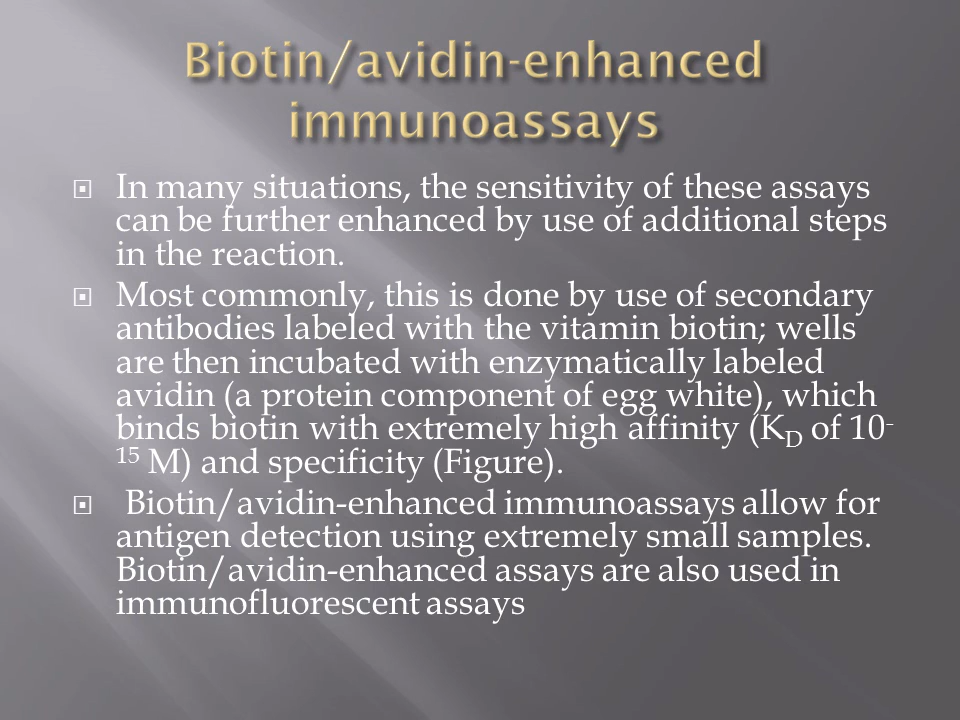 Biotin/avidin-enhanced
immunoassays
In many situations, the sensitivity of these assays
can be further enhanced by use of additional steps
in the reaction.
Most commonly, this is done by use of secondary
antibodies labeled with the vitamin biotin; wells
are then incubated with enzymatically labeled
avidin (a protein component of egg white), which
binds biotin with extremely high affinity (KD of 10-
15 M) and specificity (Figure).
Biotin/avidin-enhanced immunoassays allow for
antigen detection using extremely small samples.
Biotin/avidin-enhanced assays are also used in
immunofluorescent assays